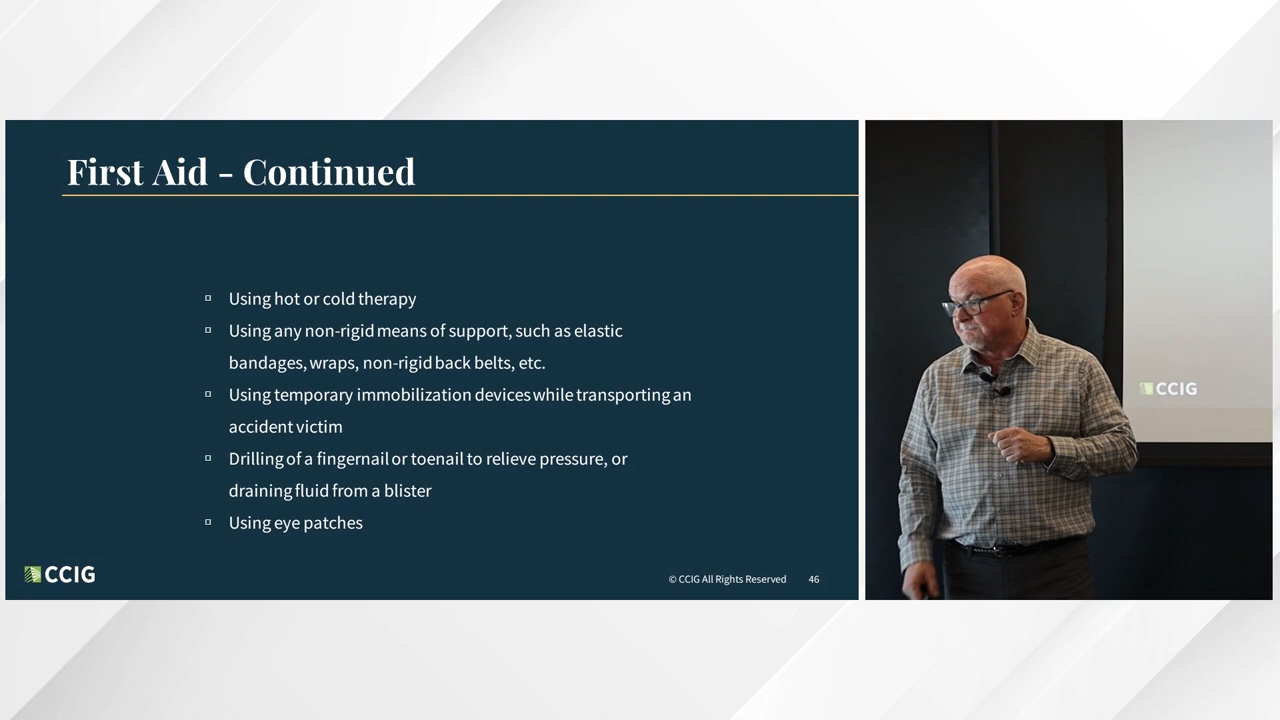 First Aid - Continued
Using hot or cold therapy
Using any non-rigid means of support, such as elastic
bandages, wraps, non-rigid back belts, etc.
Using temporary immobilization devices while transporting an
accident victim
Drilling of a fingernail or toenail to relieve pressure, or
draining fluid from a blister
Using eye patches
CCIG
© CCIG All Rights Reserved 46
CCIG